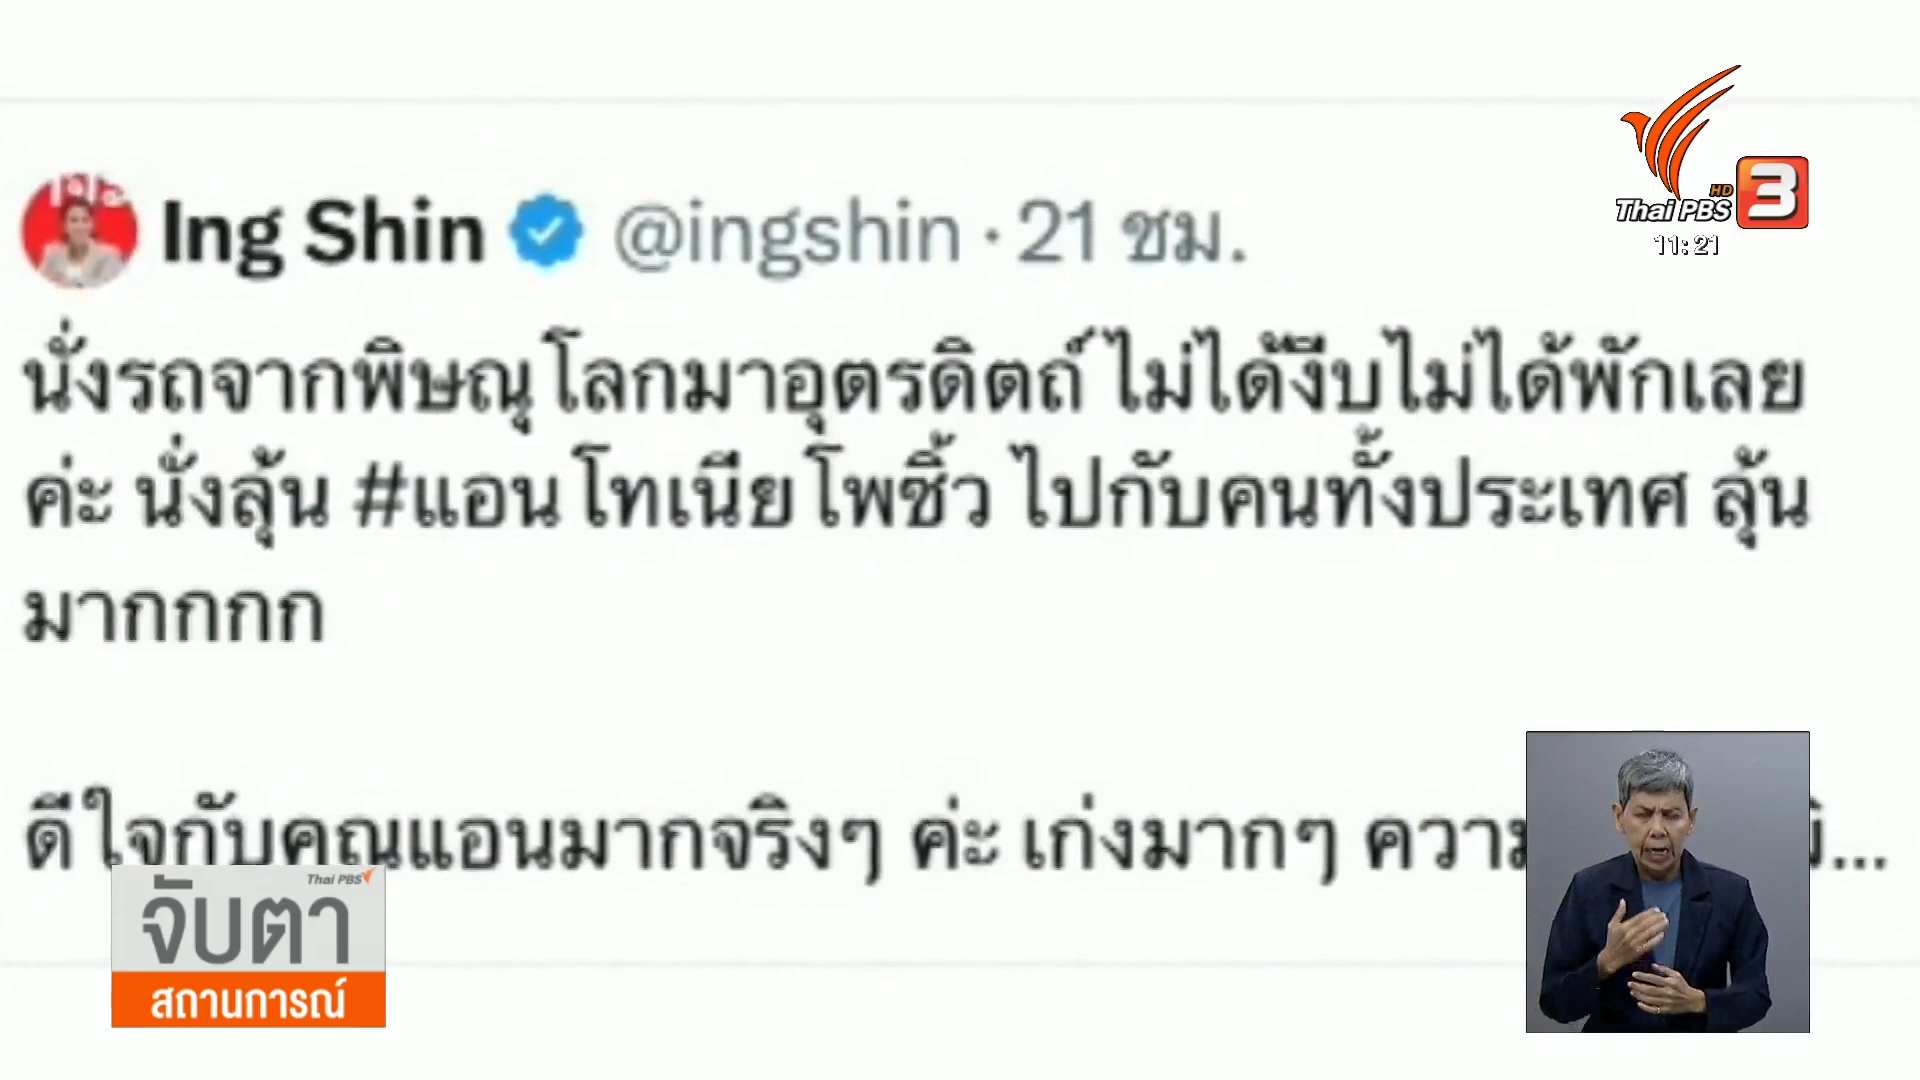 Ing Shin @ingshin · 21 ชม.
นั่งรถจากพิษณุโลกมาอุตรดิตถ์ ไม่ได้งีบไม่ได้พักเลย
ค่ะ นั่งลุ้น #แอนโทเนียโพซิ้ว ไปกับคนทั้งประเทศ ลุ้น
มากกกก
ดีใจกับคุณแอนมากจริงๆ ค่ะ เก่งมากๆ
Thai PBS
HD
3
11:21
Thai PBS
จับตา
สถานการณ์